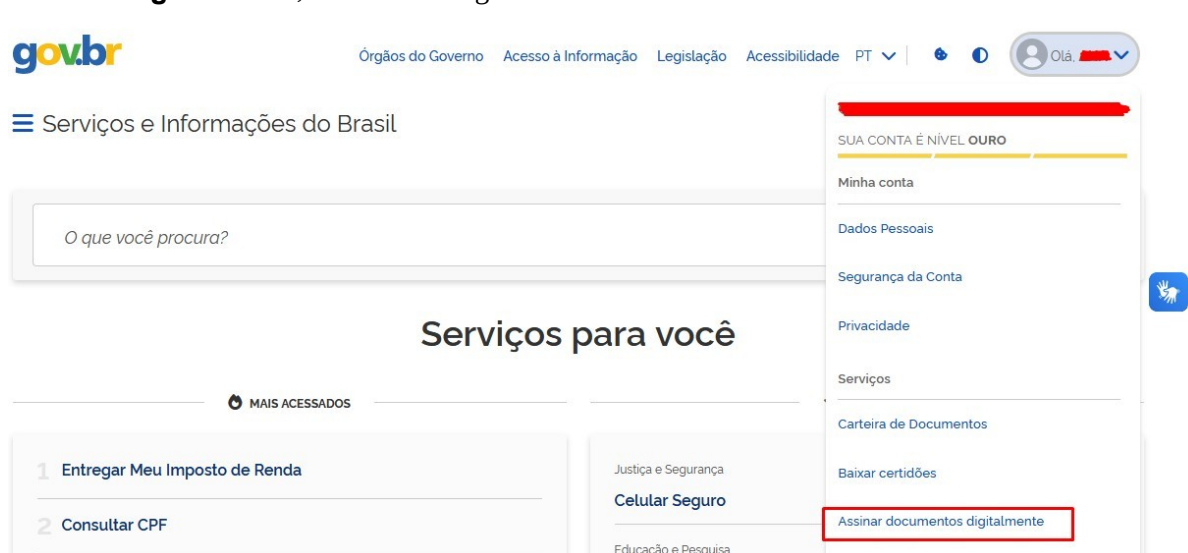 gov.br
Órgãos do Governo Acesso à Informação Legislação Acessibilidade PT
Olá,
Serviços e Informações do Brasil
SUA CONTA É NÍVEL OURO
Minha conta
O que você procura?
Dados Pessoais
Segurança da Conta
Privacidade
Serviços para você
Serviços
MAIS ACESSADOS
Carteira de Documentos
1 Entregar Meu Imposto de Renda
Justiça e Segurança
Baixar certidões
Celular Seguro
2 Consultar CPF
Assinar documentos digitalmente
Educação e Pesquisa